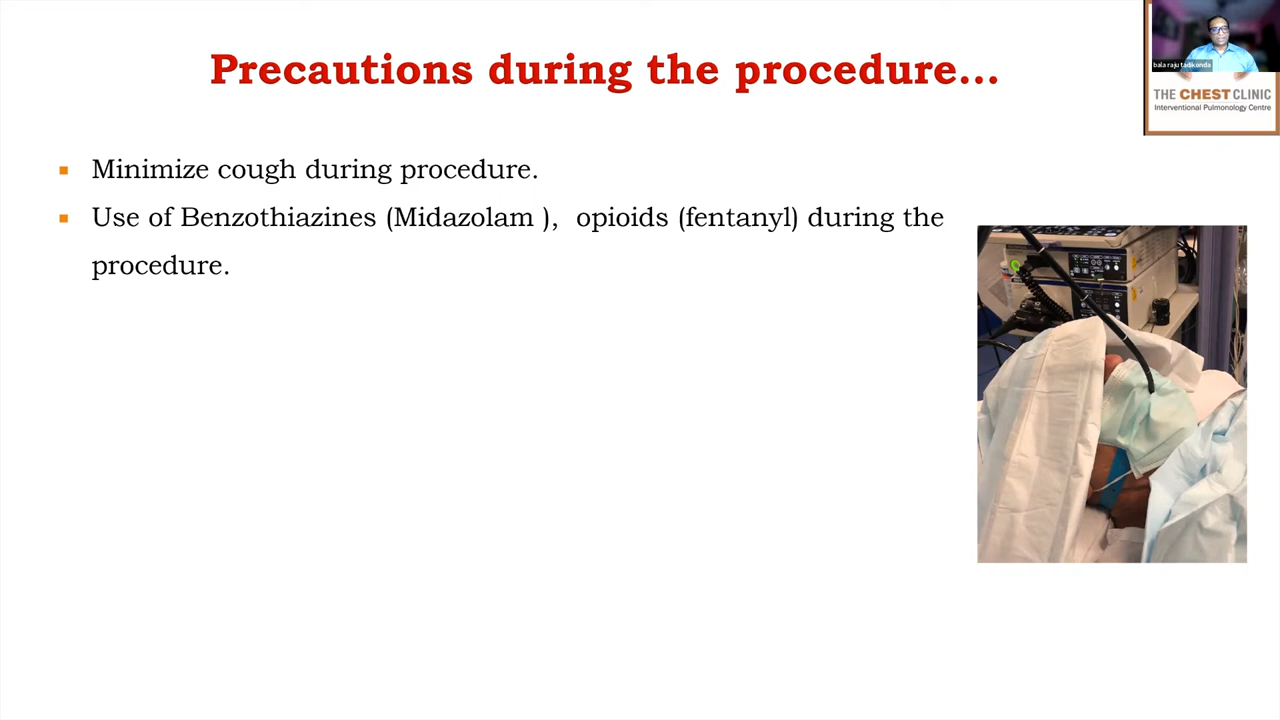 Precautions during the procedure...
bala raju tadikonda
THE CHEST CLINIC
Interventional Pulmonology Centre
Minimize cough during procedure.
Use of Benzothiazines (Midazolam ), opioids (fentanyl) during the
procedure.